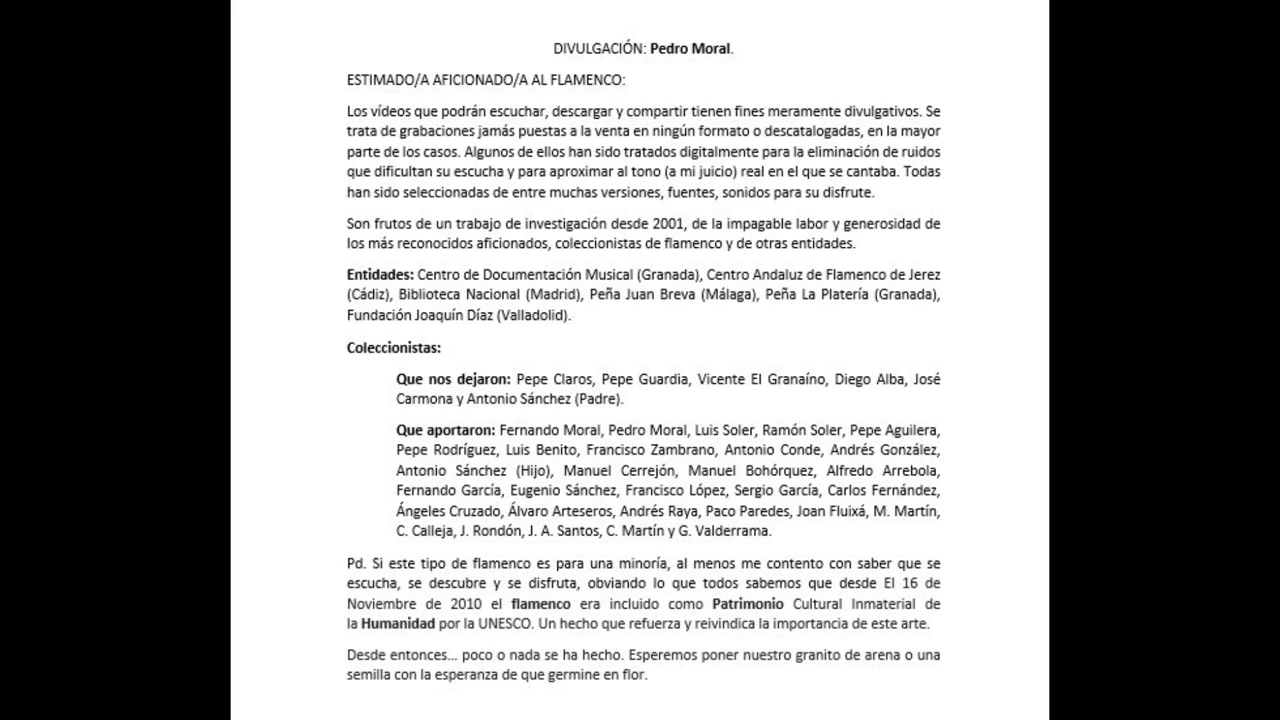 DIVULGACIÓN: Pedro Moral.
ESTIMADO/A AFICIONADO/A AL FLAMENCO:
Los vídeos que podrán escuchar, descargar y compartir tienen fines meramente divulgativos. Se
trata de grabaciones jamás puestas a la venta en ningún formato o descatalogadas, en la mayor
parte de los casos. Algunos de ellos han sido tratados digitalmente para la eliminación de ruidos
que dificultan su escucha y para aproximar al tono (a mi juicio) real en el que se cantaba. Todas
han sido seleccionadas de entre muchas versiones, fuentes, sonidos para su disfrute.
Son frutos de un trabajo de investigación desde 2001, de la impagable labor y generosidad de
los más reconocidos aficionados, coleccionistas de flamenco y de otras entidades.
Entidades: Centro de Documentación Musical (Granada), Centro Andaluz de Flamenco de Jerez
(Cádiz), Biblioteca Nacional (Madrid), Peña Juan Breva (Málaga), Peña La Platería (Granada),
Fundación Joaquín Díaz (Valladolid).
Coleccionistas:
Que nos dejaron: Pepe Claros, Pepe Guardia, Vicente El Granaíno, Diego Alba, José
Carmona y Antonio Sánchez (Padre).
Que aportaron: Fernando Moral, Pedro Moral, Luis Soler, Ramón Soler, Pepe Aguilera,
Pepe Rodríguez, Luis Benito, Francisco Zambrano, Antonio Conde, Andrés González,
Antonio Sánchez (Hijo), Manuel Cerrejón, Manuel Bohórquez, Alfredo Arrebola,
Fernando García, Eugenio Sánchez, Francisco López, Sergio García, Carlos Fernández,
Ángeles Cruzado, Álvaro Arteseros, Andrés Raya, Paco Paredes, Joan Fluixá, M. Martín,
C. Calleja, J. Rondón, J. A. Santos, C. Martín y G. Valderrama.
Pd. Si este tipo de flamenco es para una minoría, al menos me contento con saber que se
escucha, se descubre y se disfruta, obviando lo que todos sabemos que desde El 16 de
Noviembre de 2010 el flamenco era incluido como Patrimonio Cultural Inmaterial de
la Humanidad por la UNESCO. Un hecho que refuerza y reivindica la importancia de este arte.
Desde entonces... poco o nada se ha hecho. Esperemos poner nuestro granito de arena o una
semilla con la esperanza de que germine en flor.